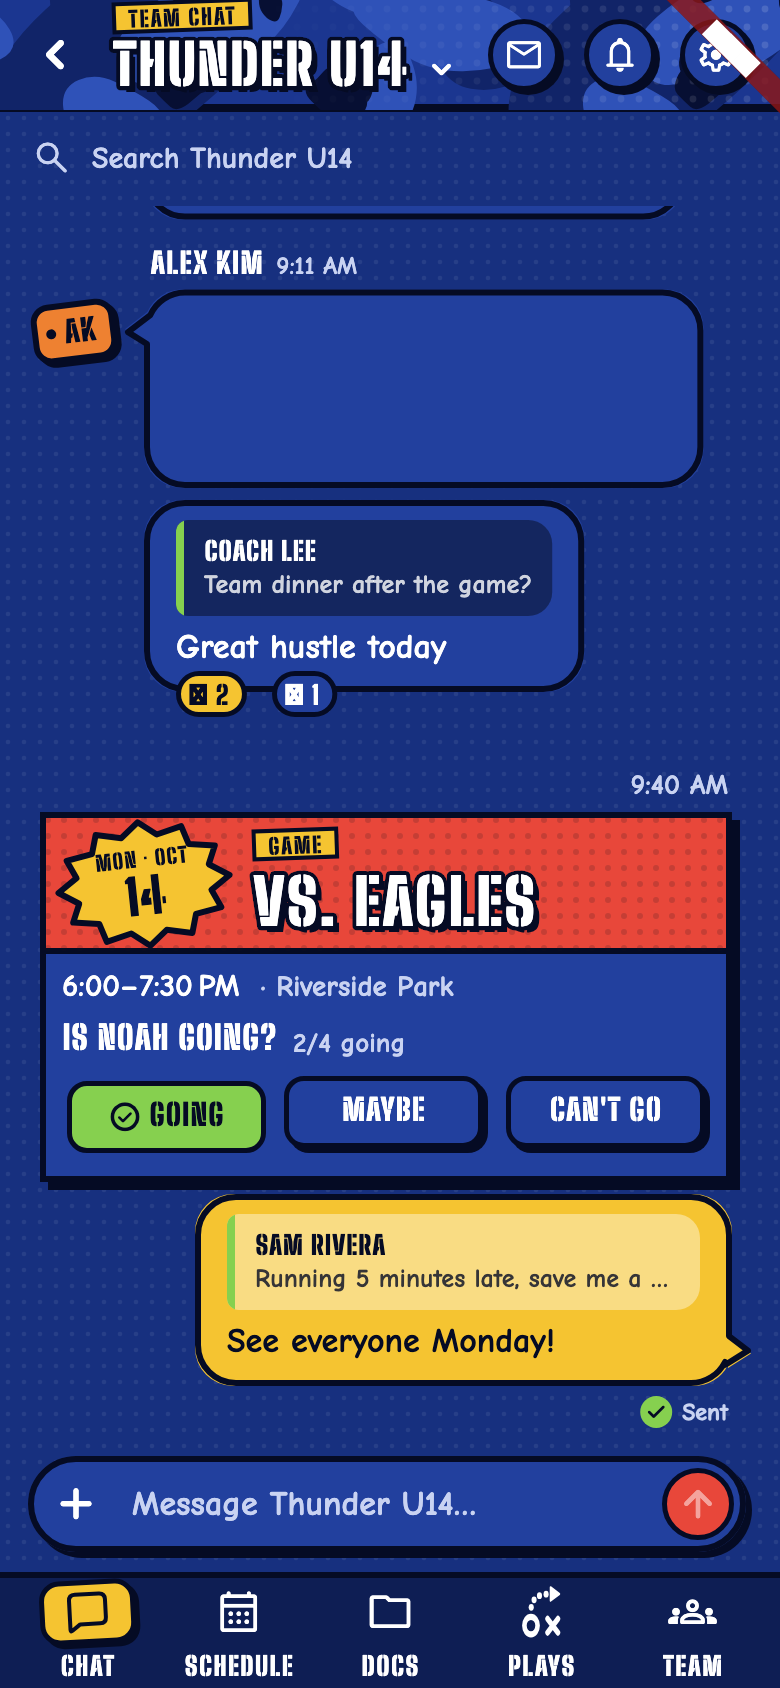 TEAM CHAT
THUNDER U14
Search Thunder U14
ALEX KIM 9:11 AM
AK
COACH LEE
Team dinner after the game?
Great hustle today
2 1
9:40 AM
MON · OCT
14
GAME
VS. EAGLES
6:00–7:30 PM · Riverside Park
IS NOAH GOING? 2/4 going
GOING MAYBE CAN'T GO
SAM RIVERA
Running 5 minutes late, save me a ...
See everyone Monday!
Sent
Message Thunder U14...
CHAT SCHEDULE DOCS PLAYS TEAM